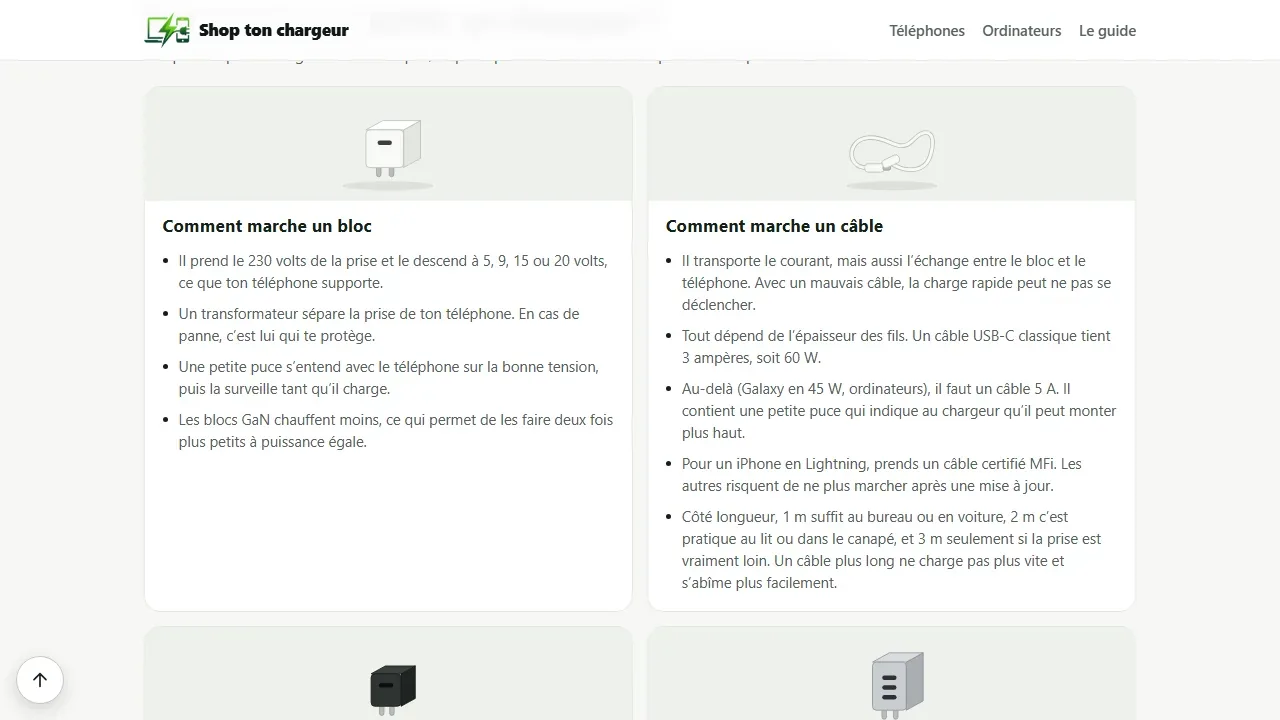 Shop ton chargeur
Téléphones
Ordinateurs
Le guide
Comment marche un bloc
Il prend le 230 volts de la prise et le descend à 5, 9, 15 ou 20 volts,
ce que ton téléphone supporte.
Un transformateur sépare la prise de ton téléphone. En cas de
panne, c’est lui qui te protège.
Une petite puce s’entend avec le téléphone sur la bonne tension,
puis la surveille tant qu’il charge.
Les blocs GaN chauffent moins, ce qui permet de les faire deux fois
plus petits à puissance égale.
Comment marche un câble
Il transporte le courant, mais aussi l’échange entre le bloc et le
téléphone. Avec un mauvais câble, la charge rapide peut ne pas se
déclencher.
Tout dépend de l’épaisseur des fils. Un câble USB-C classique tient
3 ampères, soit 60 W.
Au-delà (Galaxy en 45 W, ordinateurs), il faut un câble 5 A. Il
contient une petite puce qui indique au chargeur qu’il peut monter
plus haut.
Pour un iPhone en Lightning, prends un câble certifié MFi. Les
autres risquent de ne plus marcher après une mise à jour.
Côté longueur, 1 m suffit au bureau ou en voiture, 2 m c’est
pratique au lit ou dans le canapé, et 3 m seulement si la prise est
vraiment loin. Un câble plus long ne charge pas plus vite et
s’abîme plus facilement.